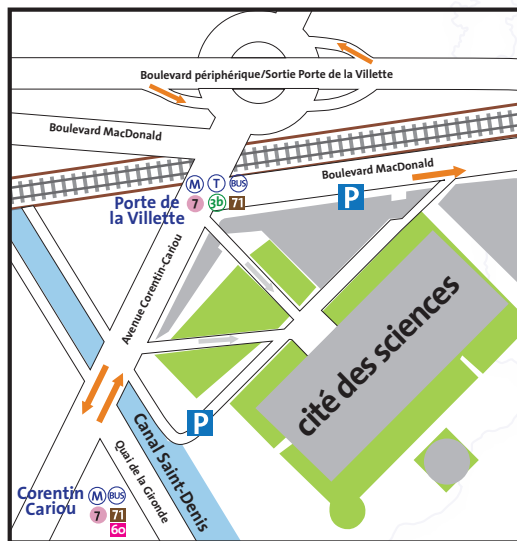 Boulevard périphérique/Sortie Porte de la Villette
Boulevard MacDonald
Boulevard MacDonald
P
M T BUS
Porte de
la Villette
7 3b 71
Avenue Corentin-Cariou
cité des sciences
P
Canal Saint-Denis
Quai de la Gironde
Corentin
Cariou
M BUS
7 71
60